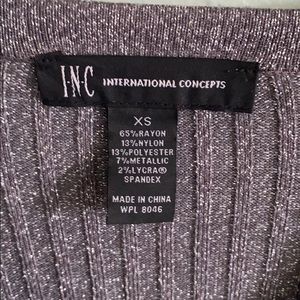 I.N.C INTERNATIONAL CONCEPTS
XS
65%RAYON
13%NYLON
13%POLYESTER
7%METALLIC
2%LYCRA®
SPANDEX
MADE IN CHINA
WPL 8046